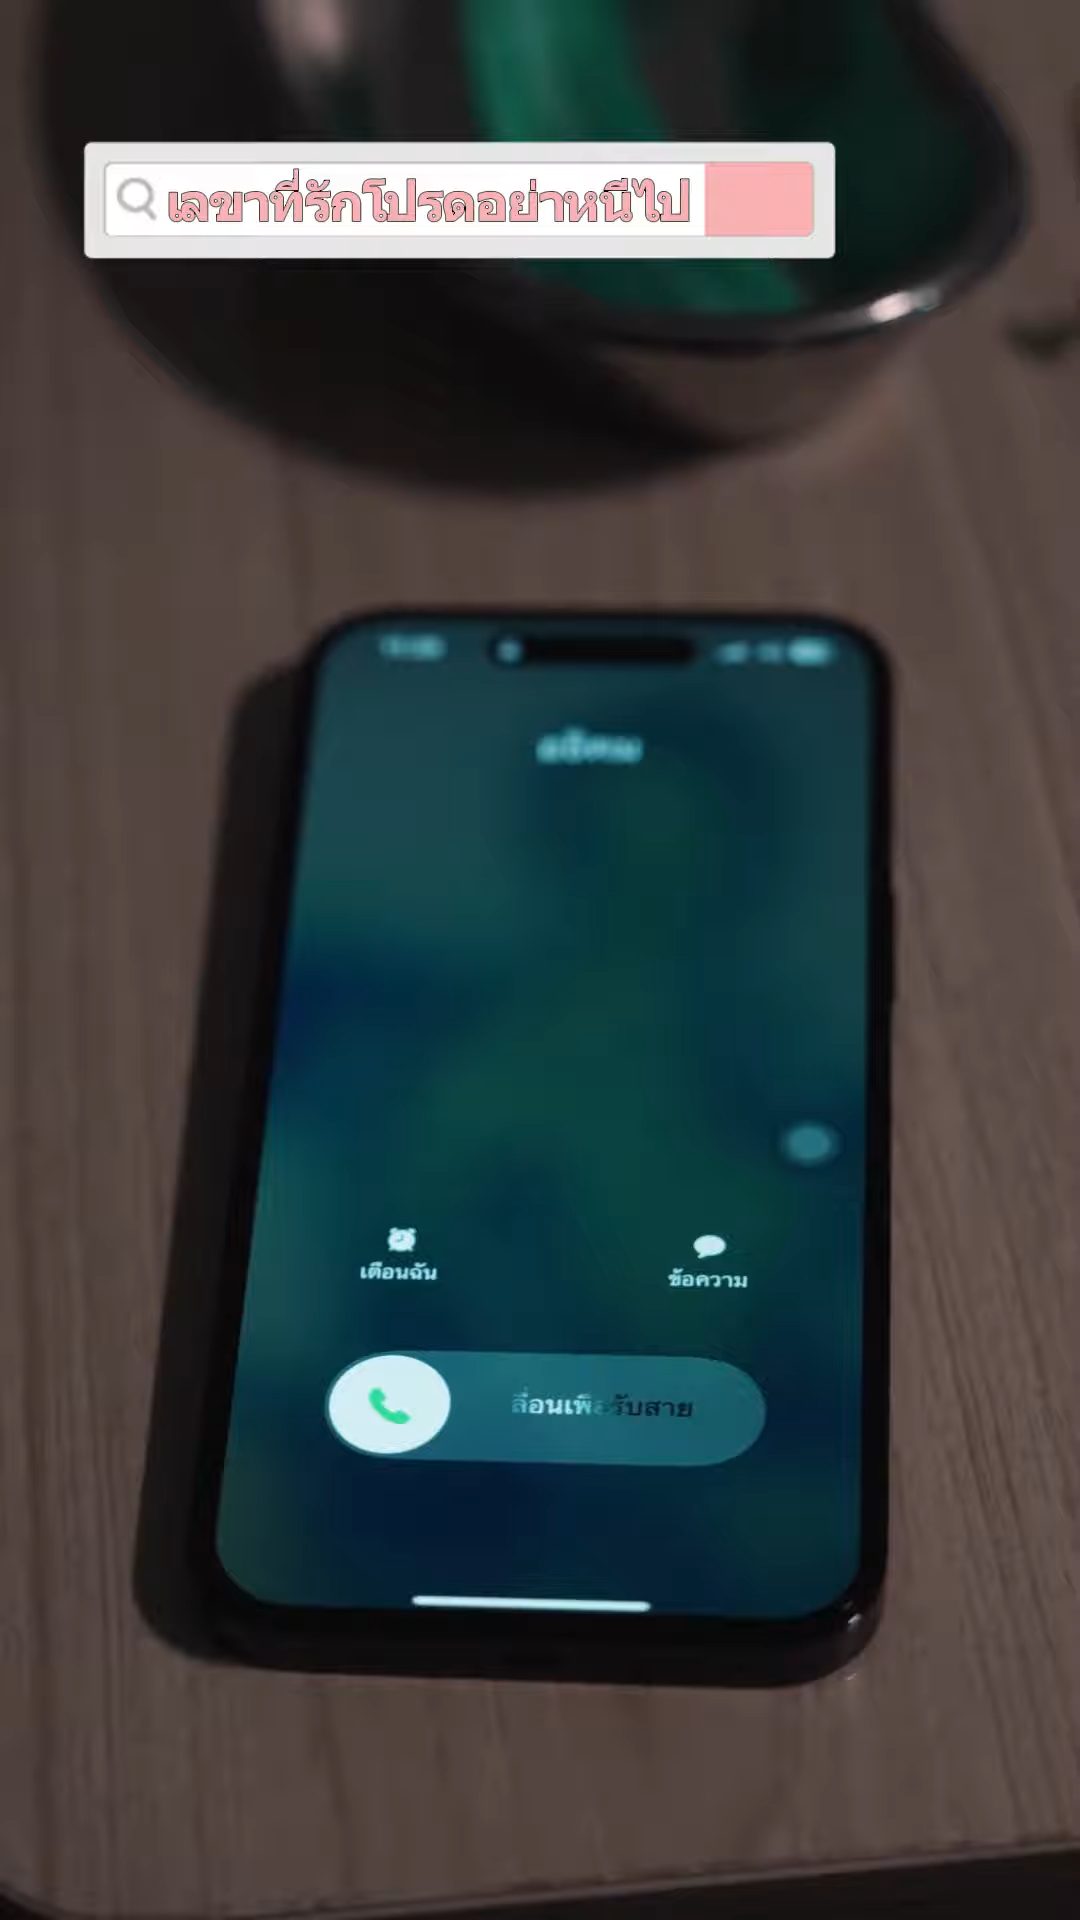 เลขาที่รักโปรดอย่าหนีไป
เตือนฉัน
ข้อความ
เลื่อนเพื่อรับสาย